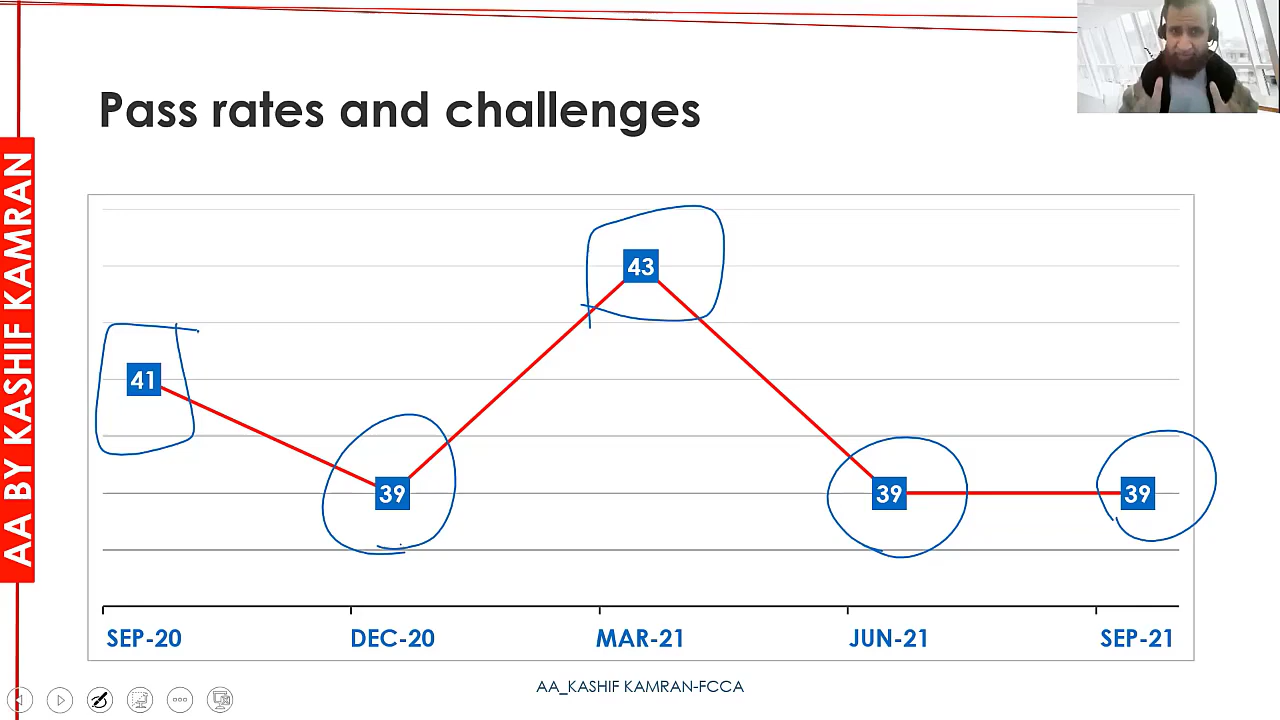 Pass rates and challenges
AA BY KASHIF KAMRAN
43
41
39
39
39
SEP-20
DEC-20
MAR-21
JUN-21
SEP-21
AA_KASHIF KAMRAN-FCCA